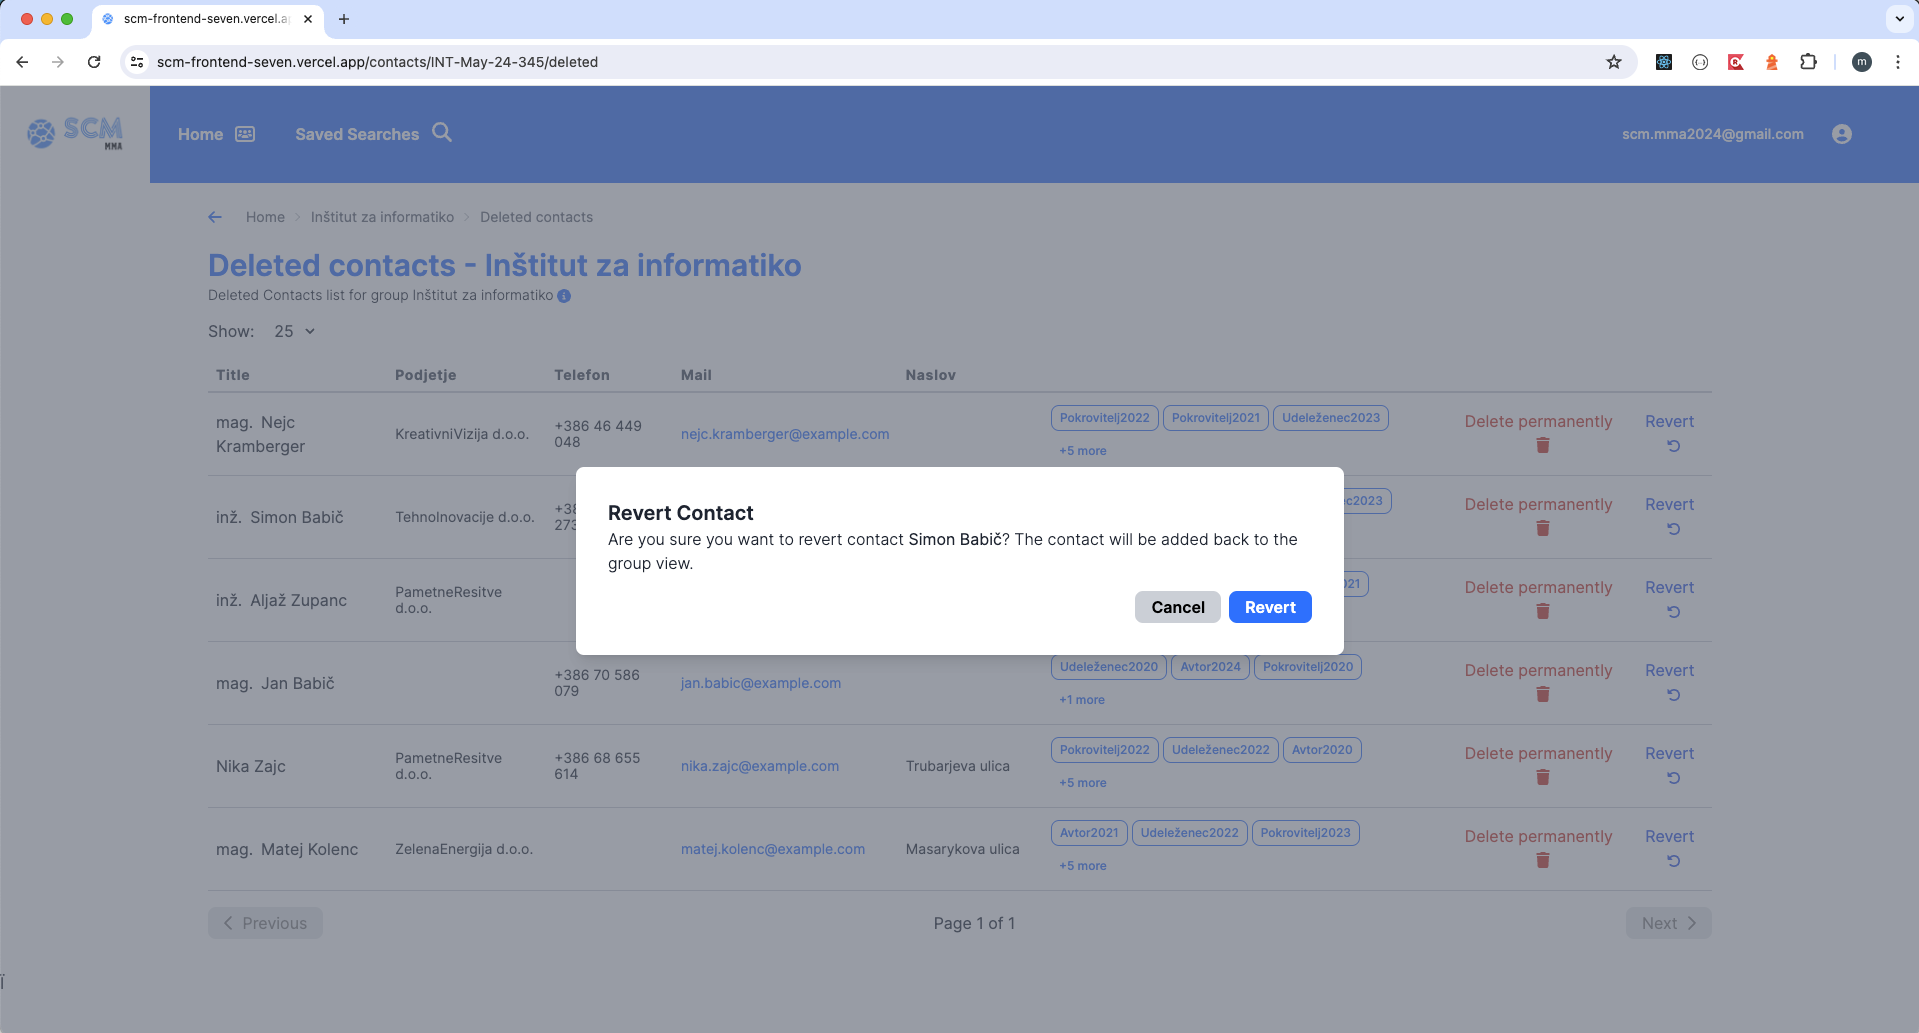 scm-frontend-seven.vercel.a
scm-frontend-seven.vercel.app/contacts/INT-May-24-345/deleted
m
SCM
MMA
Home
Saved Searches
scm.mma2024@gmail.com
Home
Inštitut za informatiko
Deleted contacts
Deleted contacts - Inštitut za informatiko
Deleted Contacts list for group Inštitut za informatiko
Show: 25
Title Podjetje Telefon Mail Naslov
mag. Nejc
Kramberger
KreativniVizija d.o.o.
+386 46 449
048
nejc.kramberger@example.com
Pokrovitelj2022 Pokrovitelj2021 Udeleženec2023
+5 more
Delete permanently
Revert
inž. Simon Babič
TehnoInovacije d.o.o.
+38
273
ec2023
Delete permanently
Revert
inž. Aljaž Zupanc
PametneResitve
d.o.o.
21
Delete permanently
Revert
Revert Contact
Are you sure you want to revert contact Simon Babič? The contact will be added back to the
group view.
Cancel
Revert
mag. Jan Babič
+386 70 586
079
jan.babic@example.com
Udeleženec2020 Avtor2024 Pokrovitelj2020
+1 more
Delete permanently
Revert
Nika Zajc
PametneResitve
d.o.o.
+386 68 655
614
nika.zajc@example.com
Trubarjeva ulica
Pokrovitelj2022 Udeleženec2022 Avtor2020
+5 more
Delete permanently
Revert
mag. Matej Kolenc
ZelenaEnergija d.o.o.
matej.kolenc@example.com
Masarykova ulica
Avtor2021 Udeleženec2022 Pokrovitelj2023
+5 more
Delete permanently
Revert
Previous
Page 1 of 1
Next